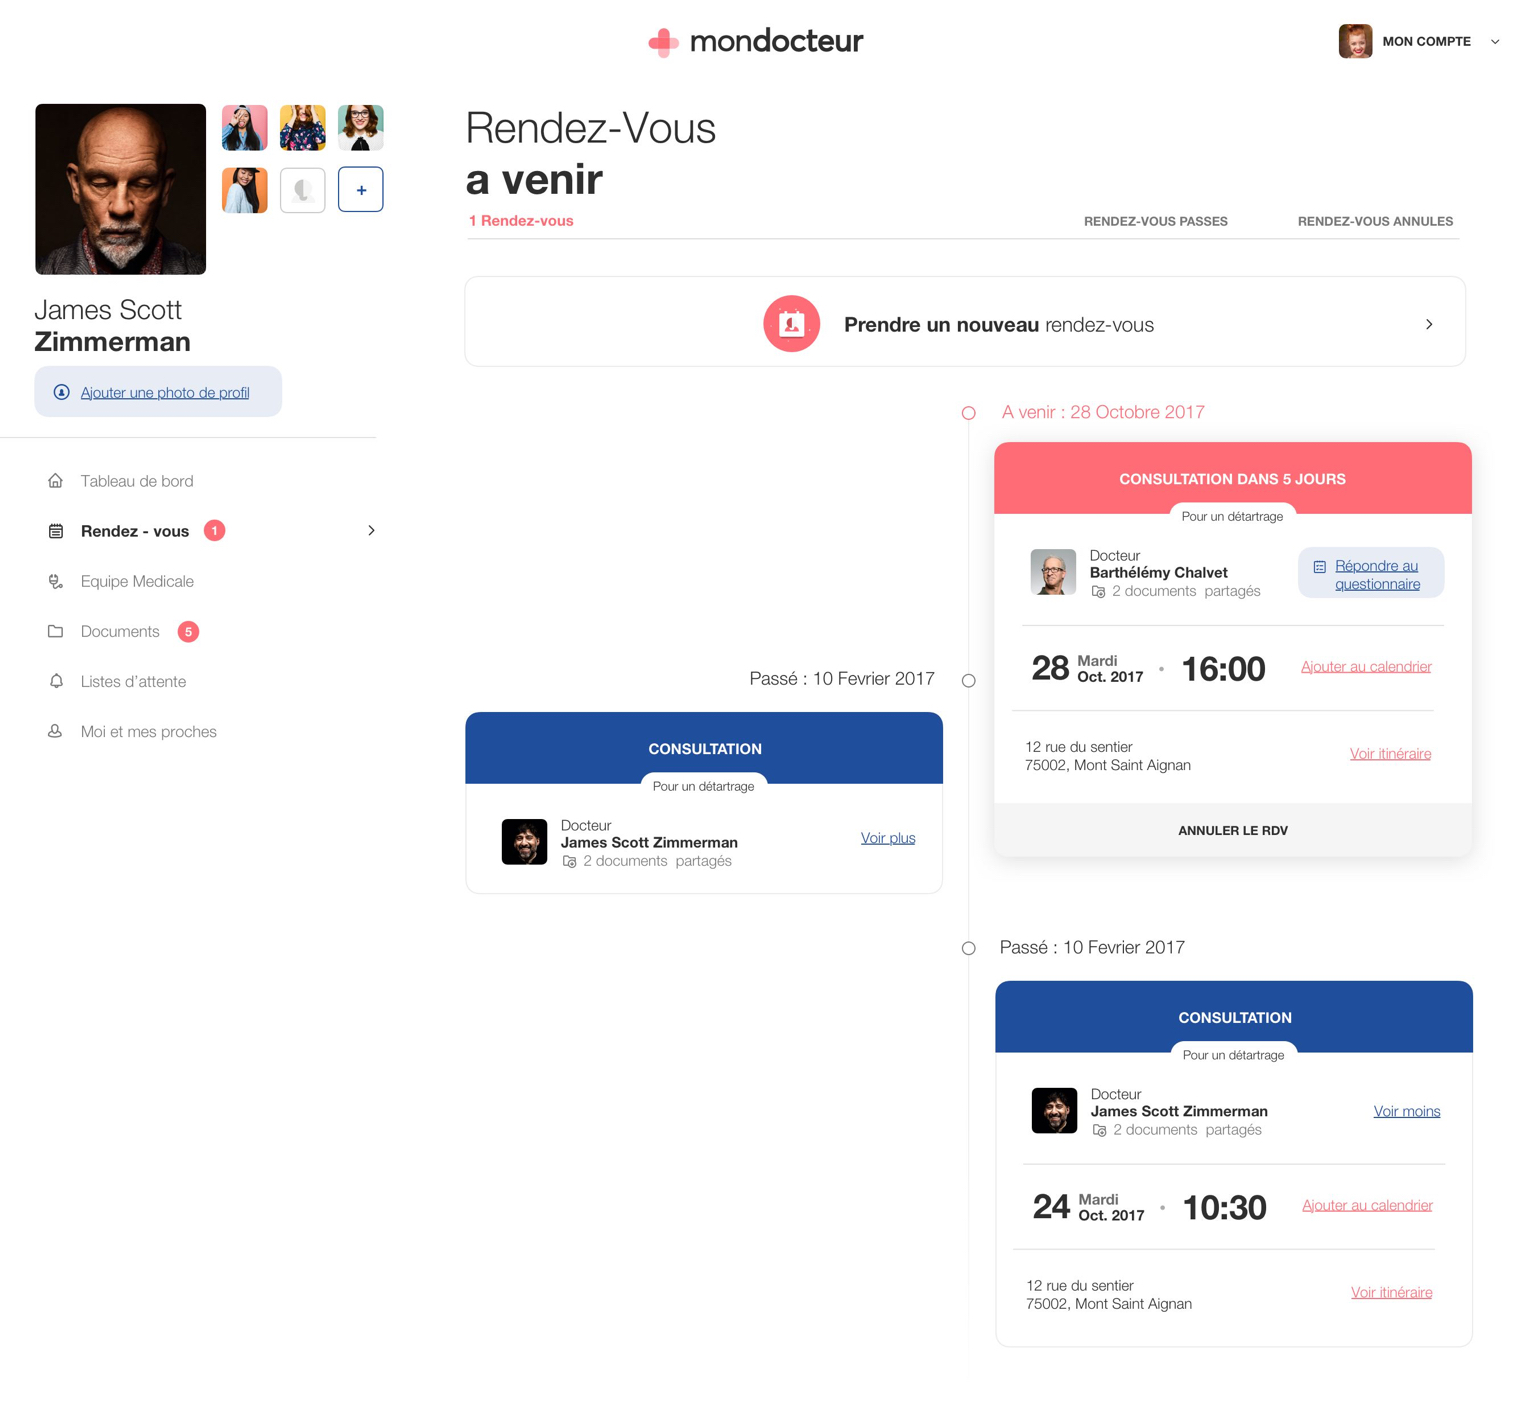 mondocteur
MON COMPTE
+
James Scott
Zimmerman
Ajouter une photo de profil
Tableau de bord
Rendez - vous 1
Equipe Medicale
Documents 5
Listes d'attente
Moi et mes proches
Rendez-Vous
a venir
1 Rendez-vous
RENDEZ-VOUS PASSES
RENDEZ-VOUS ANNULES
Prendre un nouveau rendez-vous
A venir : 28 Octobre 2017
CONSULTATION DANS 5 JOURS
Pour un détartrage
Docteur
Barthélémy Chalvet
2 documents partagés
Répondre au
questionnaire
28 Mardi
Oct. 2017
16:00
Ajouter au calendrier
12 rue du sentier
75002, Mont Saint Aignan
Voir itinéraire
ANNULER LE RDV
Passé : 10 Fevrier 2017
CONSULTATION
Pour un détartrage
Docteur
James Scott Zimmerman
2 documents partagés
Voir plus
Passé : 10 Fevrier 2017
CONSULTATION
Pour un détartrage
Docteur
James Scott Zimmerman
2 documents partagés
Voir moins
24 Mardi
Oct. 2017
10:30
Ajouter au calendrier
12 rue du sentier
75002, Mont Saint Aignan
Voir itinéraire